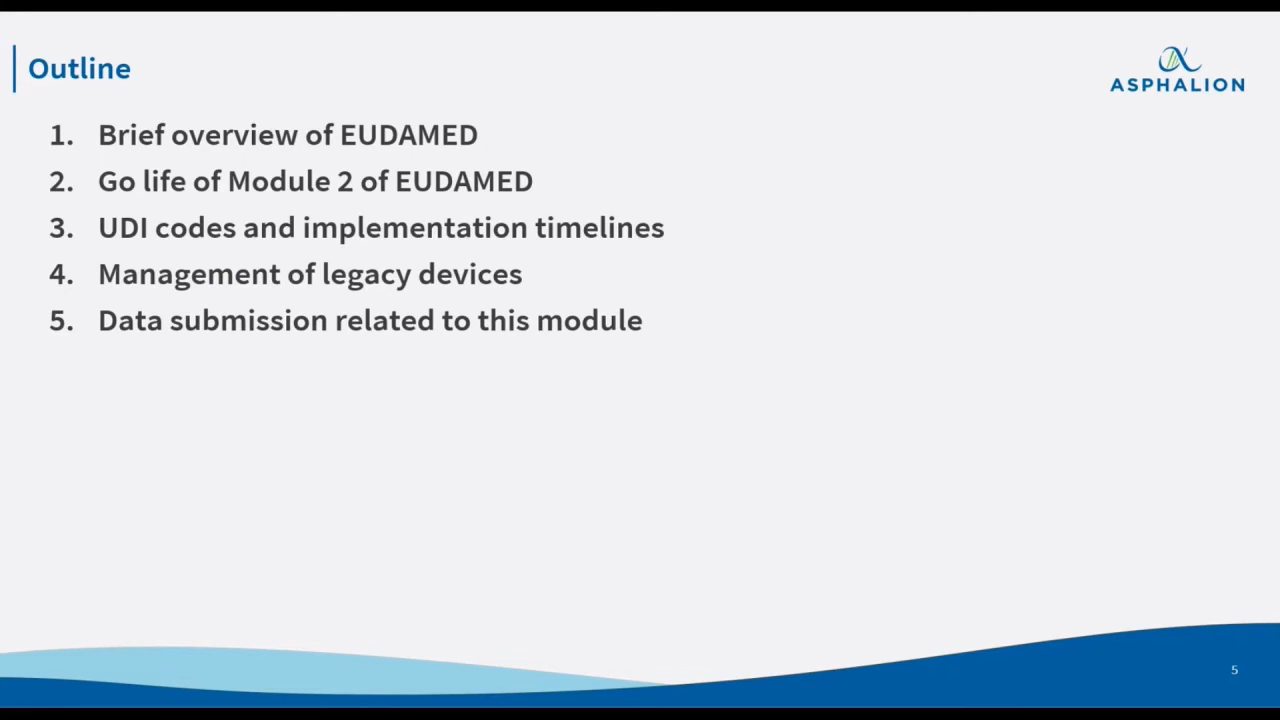 Outline
ASPHALION
1. Brief overview of EUDAMED
2. Go life of Module 2 of EUDAMED
3. UDI codes and implementation timelines
4. Management of legacy devices
5. Data submission related to this module
5